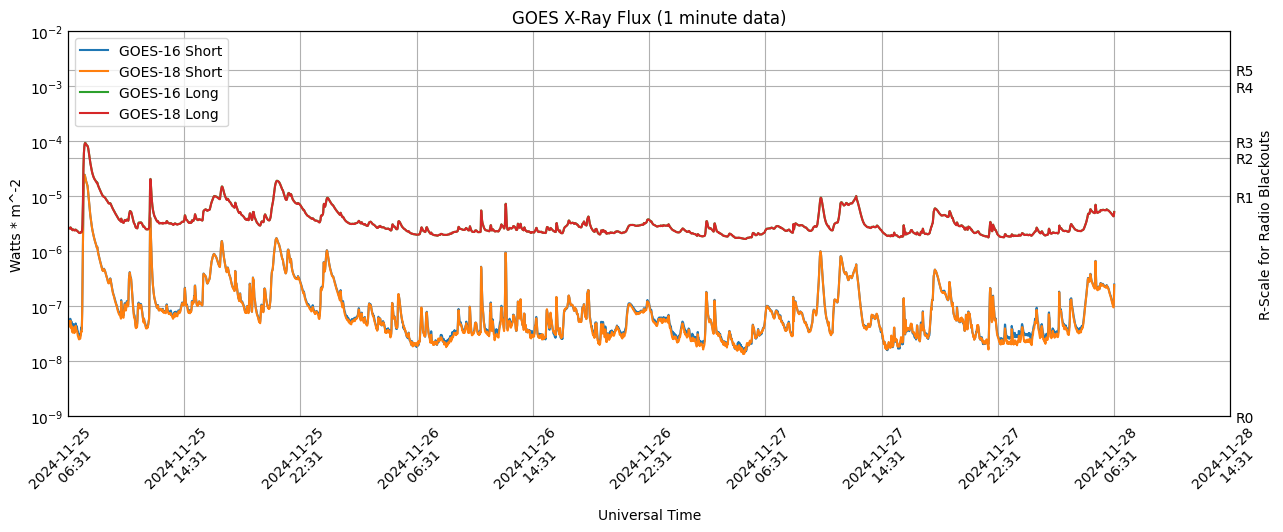 GOES X-Ray Flux (1 minute data)
GOES-16 Short
GOES-18 Short
GOES-16 Long
GOES-18 Long
Watts * m^-2
10^{-2}
10^{-3}
10^{-4}
10^{-5}
10^{-6}
10^{-7}
10^{-8}
10^{-9}
R5
R4
R3
R2
R1
R0
R-Scale for Radio Blackouts
2024-11-25
06:31
2024-11-25
14:31
2024-11-25
22:31
2024-11-26
06:31
2024-11-26
14:31
2024-11-26
22:31
2024-11-27
06:31
2024-11-27
14:31
2024-11-27
22:31
2024-11-28
06:31
2024-11-28
14:31
Universal Time